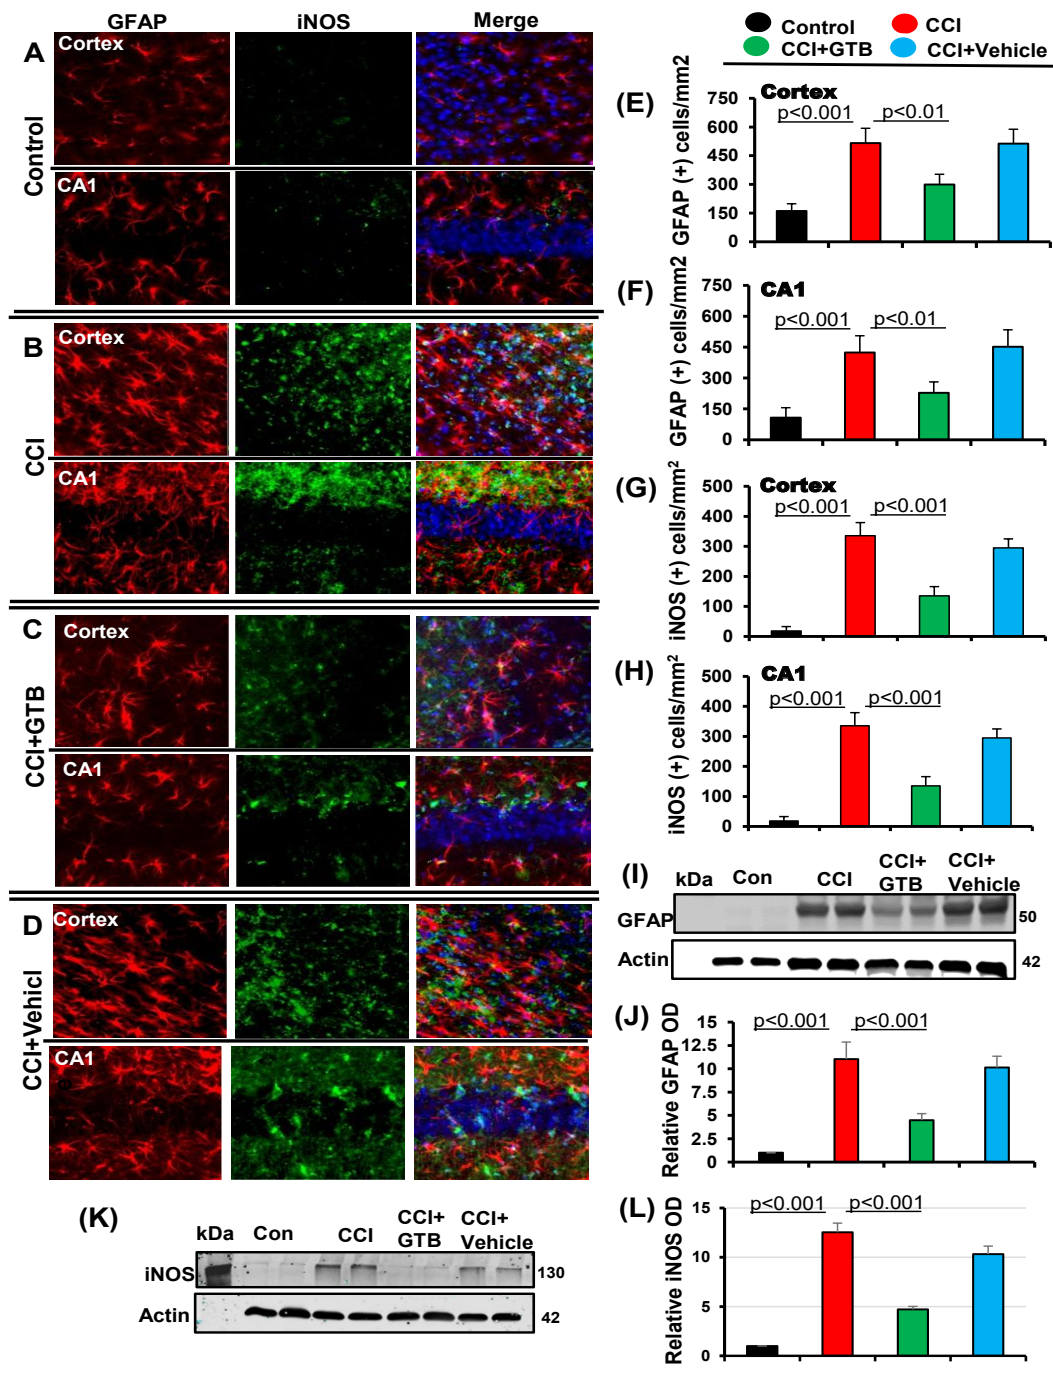 GFAP iNOS Merge
A Cortex
Control
CA1
B Cortex
CCI
CA1
C Cortex
CCI+GTB
CA1
D Cortex
CCI+Vehicl
CA1
e
Control CCI
CCI+GTB CCI+Vehicle
(E) Cortex
GFAP (+) cells/mm2
p<0.001 p<0.01
750
600
450
300
150
0
(F) CA1
GFAP (+) cells/mm2
p<0.001 p<0.01
750
600
450
300
150
0
(G) Cortex
iNOS (+) cells/mm²
p<0.001 p<0.001
500
400
300
200
100
0
(H) CA1
iNOS (+) cells/mm²
p<0.001 p<0.001
500
400
300
200
100
0
(I) kDa Con CCI CCI+ CCI+
GTB Vehicle
GFAP 50
Actin 42
(J) Relative GFAP OD
p<0.001 p<0.001
15
12.5
10
7.5
5
2.5
0
(K) kDa Con CCI CCI+ CCI+
GTB Vehicle
iNOS 130
Actin 42
(L) Relative iNOS OD
p<0.001 p<0.001
15
10
5
0